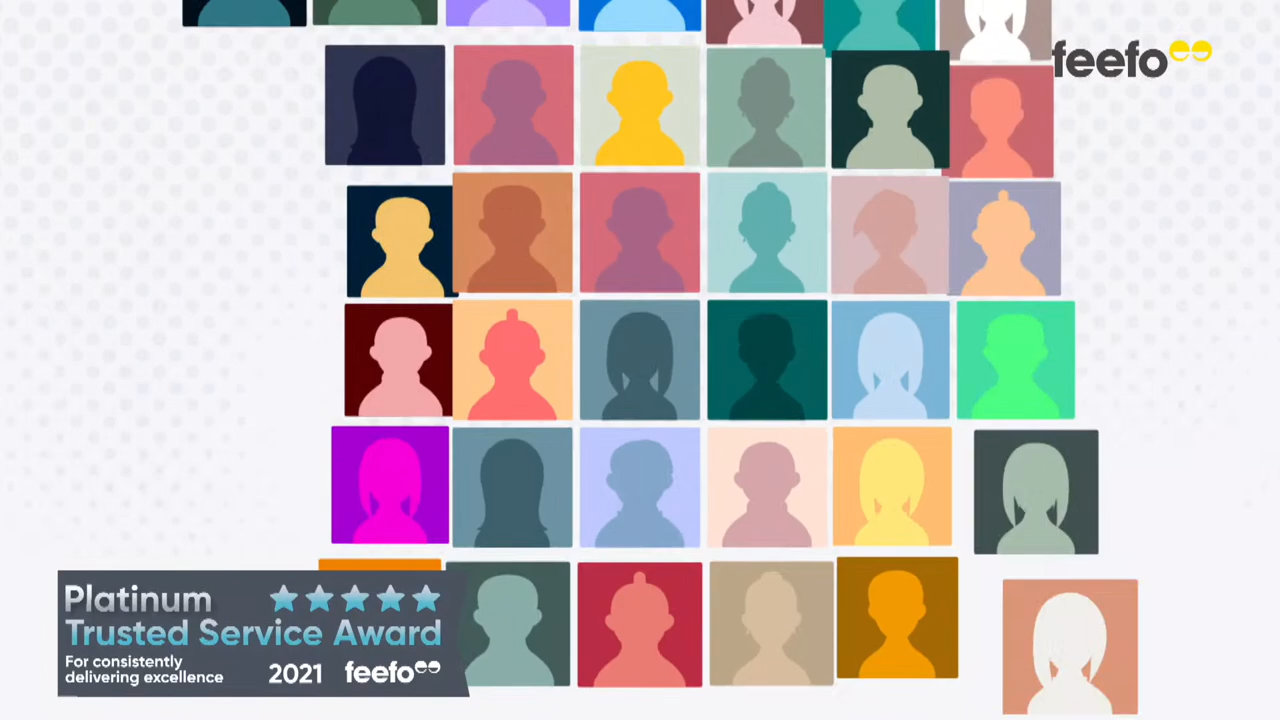 feefo
Platinum
Trusted Service Award
For consistently
delivering excellence
2021 feefo